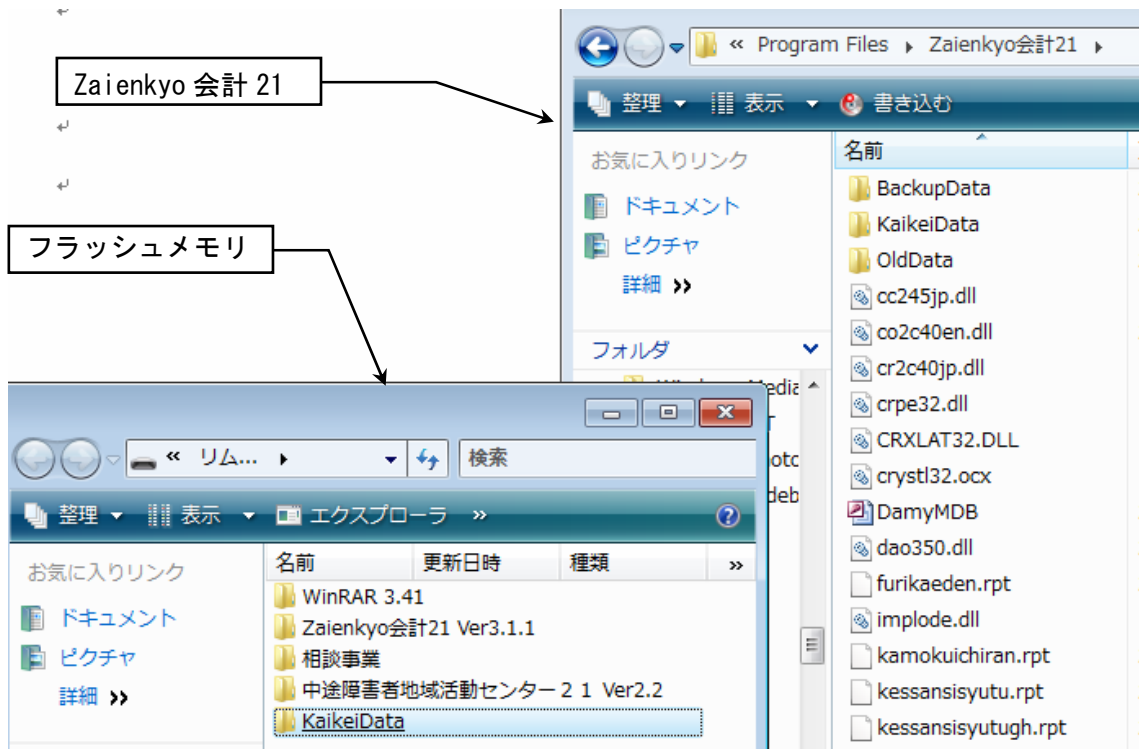 Zaienkyo 会計 21
フラッシュメモリ
« Program Files ▸ Zaienkyo会計21 ▸
整理 表示 書き込む
お気に入りリンク
ドキュメント
ピクチャ
詳細 »
フォルダ
名前
BackupData
KaikeiData
OldData
cc245jp.dll
co2c40en.dll
cr2c40jp.dll
crpe32.dll
CRXLAT32.DLL
crystl32.ocx
DamyMDB
dao350.dll
furikaeden.rpt
implode.dll
kamokuichiran.rpt
kessansisyutu.rpt
kessansisyutugh.rpt
« リム... ▸ 検索
整理 表示 エクスプローラ »
お気に入りリンク
ドキュメント
ピクチャ
詳細 »
名前 更新日時 種類 »
WinRAR 3.41
Zaienkyo会計21 Ver3.1.1
相談事業
中途障害者地域活動センター２１ Ver2.2
KaikeiData